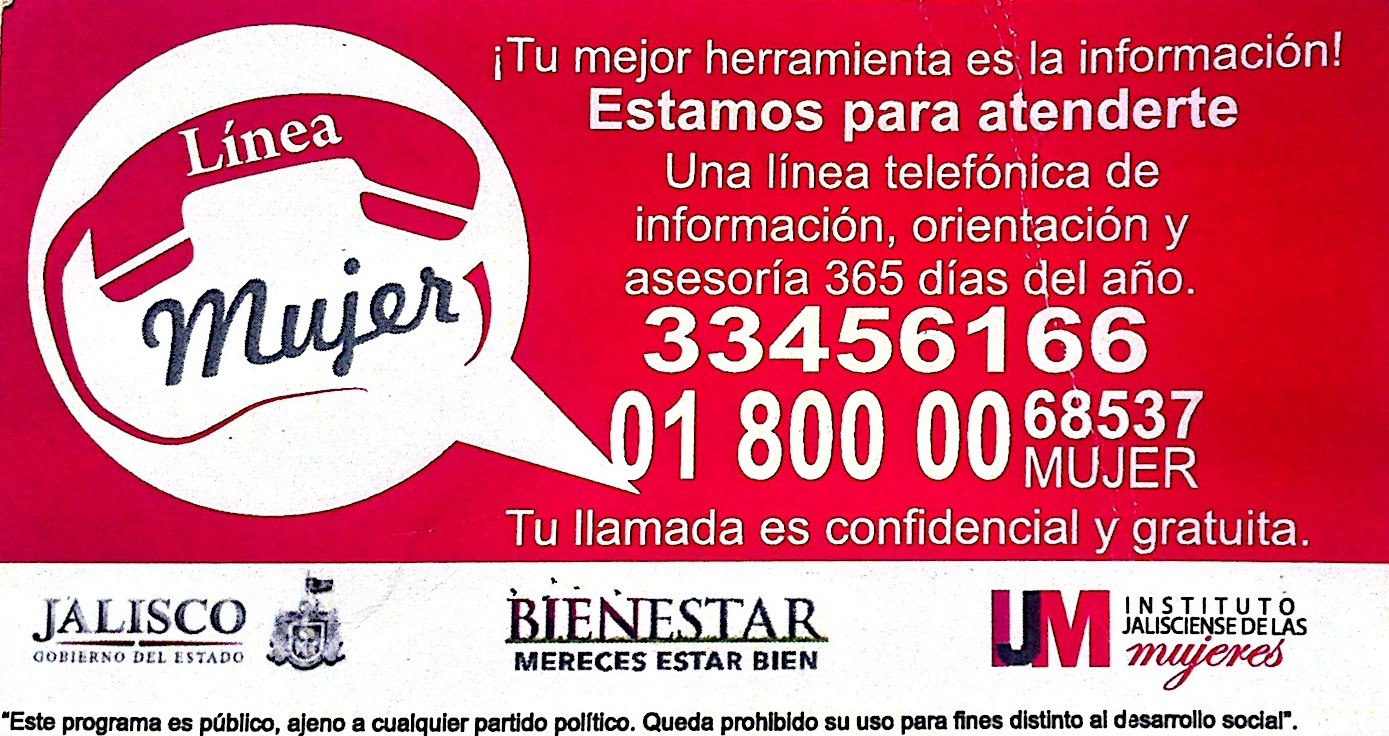 Línea
Mujer
¡Tu mejor herramienta es la información!
Estamos para atenderte
Una línea telefónica de
información, orientación y
asesoría 365 días del año.
33456166
01 800 00 68537
MUJER
Tu llamada es confidencial y gratuita.
JALISCO
GOBIERNO DEL ESTADO
BIENESTAR
MERECES ESTAR BIEN
IJM
INSTITUTO
JALISCIENSE DE LAS
mujeres
"Este programa es público, ajeno a cualquier partido político. Queda prohibido su uso para fines distinto al desarrollo social".